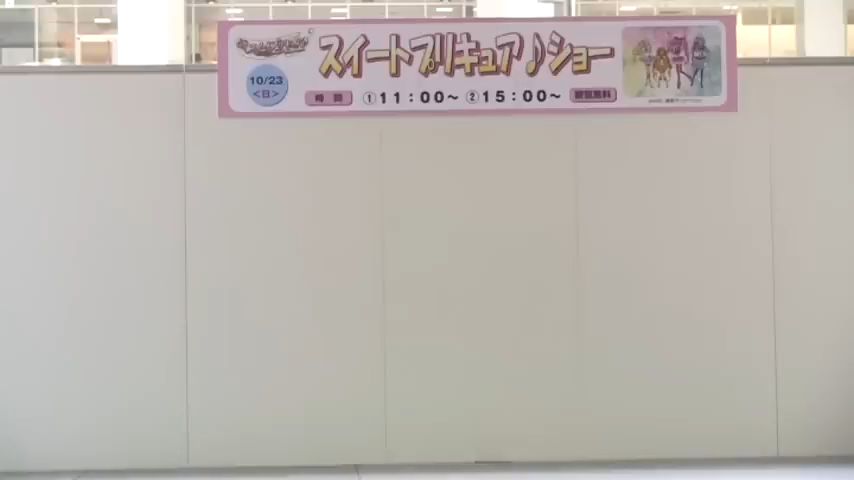 スイートプリキュア♪ショー
10/23
<日>
時間 ①11：00～ ②15：00～ 観覧無料